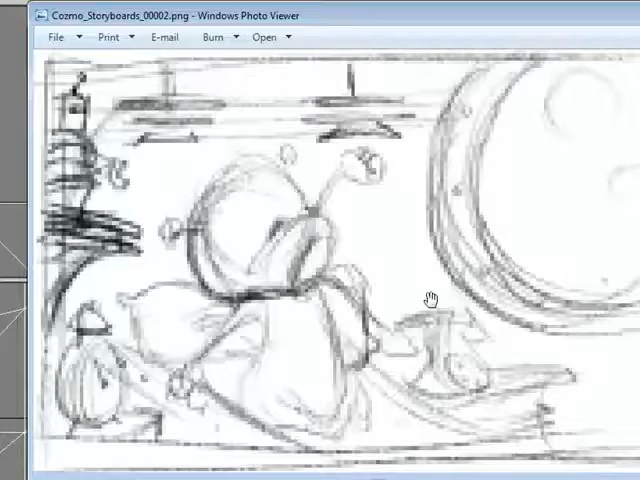 Cozmo_Storyboards_00002.png - Windows Photo Viewer
File Print E-mail Burn Open